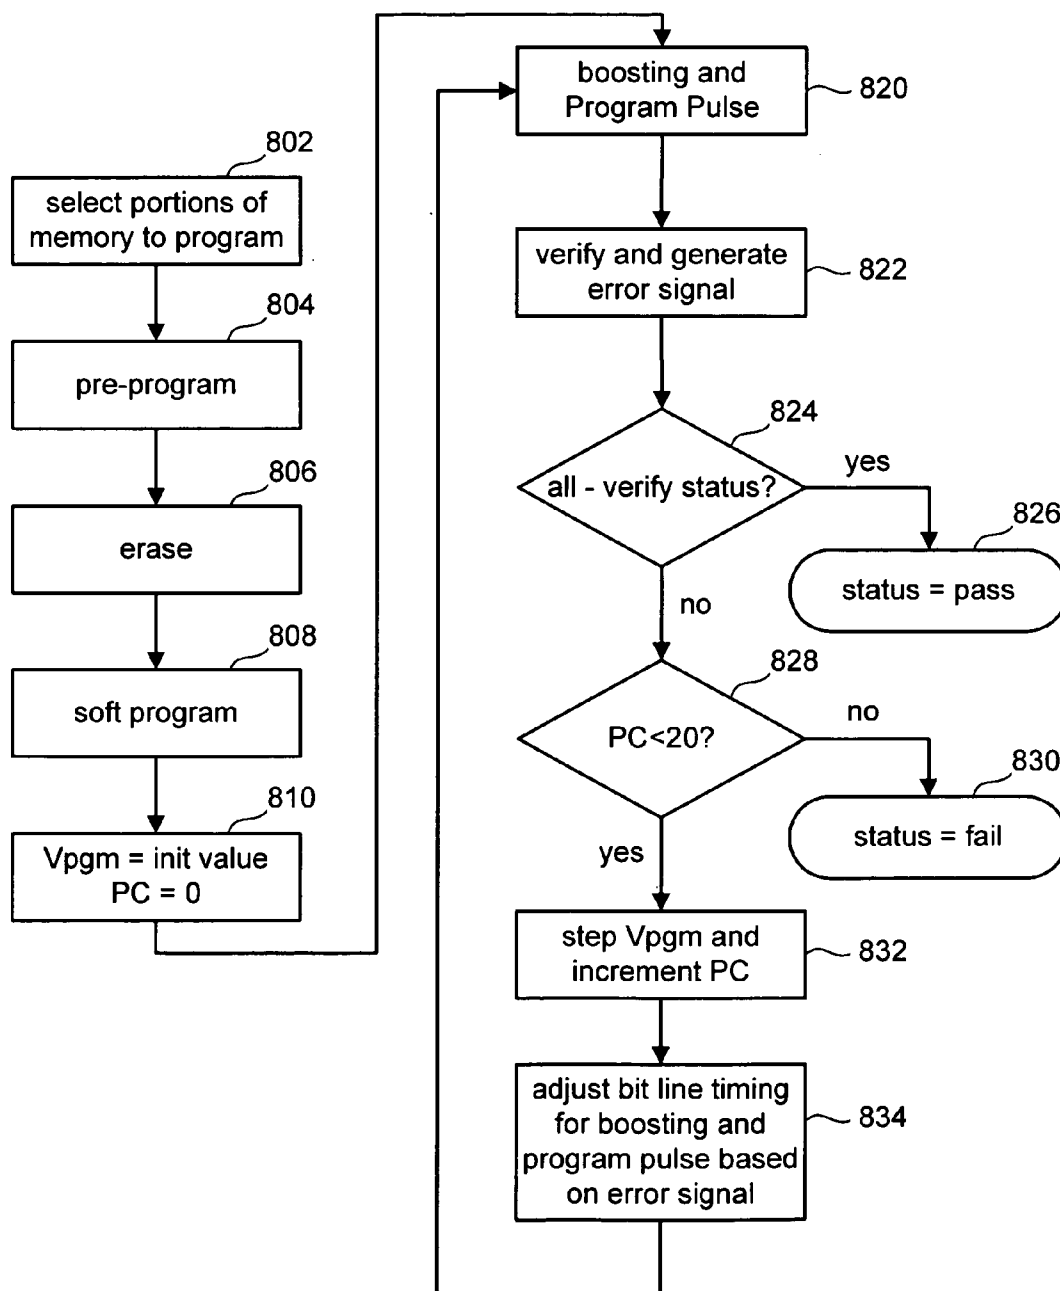 802
select portions of
memory to program
804
pre-program
806
erase
808
soft program
810
Vpgm = init value
PC = 0
boosting and
Program Pulse
820
verify and generate
error signal
822
824
all - verify status?
yes
826
status = pass
no
828
PC<20?
no
830
status = fail
yes
step Vpgm and
increment PC
832
adjust bit line timing
for boosting and
program pulse based
on error signal
834